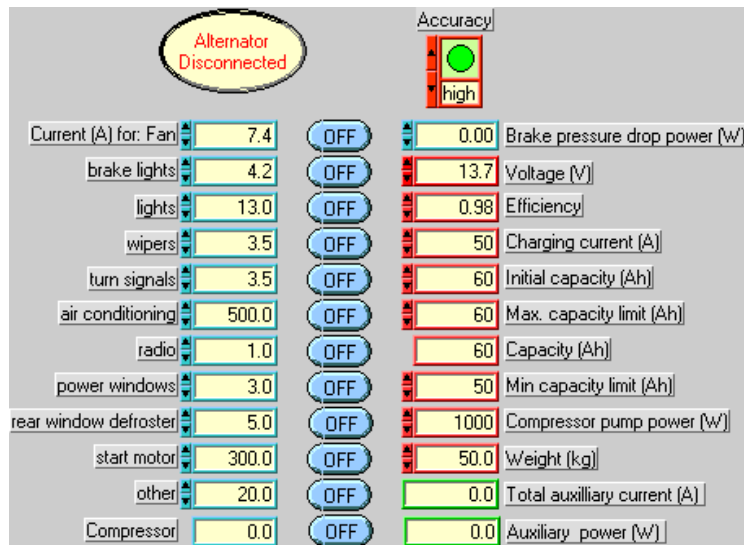 Accuracy
Alternator
Disconnected
high
Current (A) for: Fan 7.4 OFF 0.00 Brake pressure drop power (W)
brake lights 4.2 OFF 13.7 Voltage (V)
lights 13.0 OFF 0.98 Efficiency
wipers 3.5 OFF 50 Charging current (A)
turn signals 3.5 OFF 60 Initial capacity (Ah)
air conditioning 500.0 OFF 60 Max. capacity limit (Ah)
radio 1.0 OFF 60 Capacity (Ah)
power windows 3.0 OFF 50 Min capacity limit (Ah)
rear window defroster 5.0 OFF 1000 Compressor pump power (W)
start motor 300.0 OFF 50.0 Weight (kg)
other 20.0 OFF 0.0 Total auxilliary current (A)
Compressor 0.0 OFF 0.0 Auxiliary power (W)